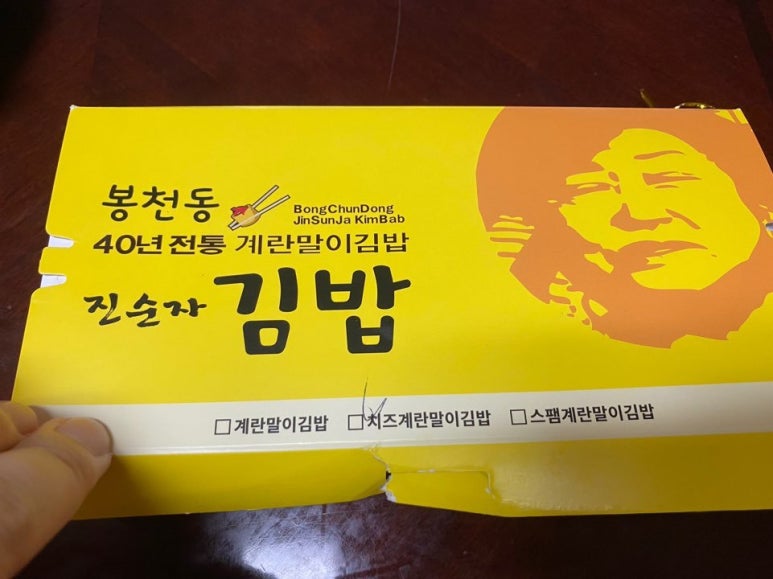 봉천동
BongChunDong
JinSunJa KimBab
40년 전통 계란말이김밥
진순자 김밥
□계란말이김밥 □치즈계란말이김밥 □스팸계란말이김밥